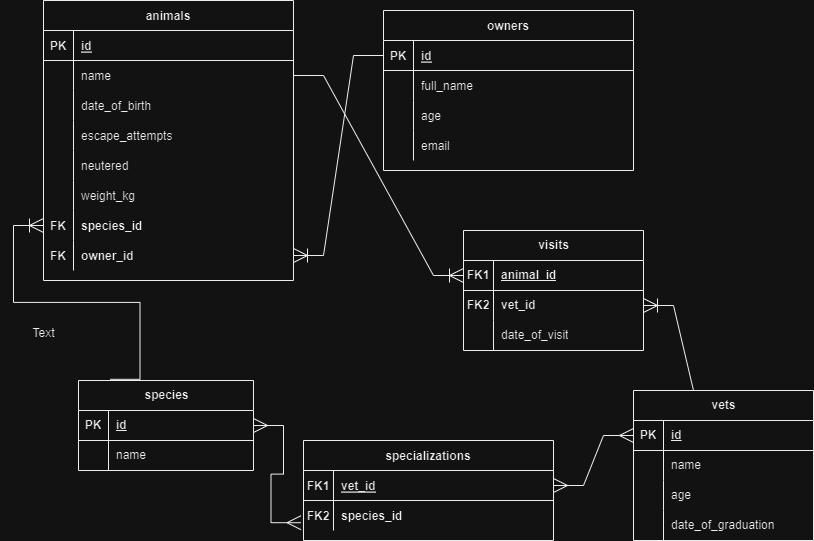 animals
PK id
name
date_of_birth
escape_attempts
neutered
weight_kg
FK species_id
FK owner_id
owners
PK id
full_name
age
email
visits
FK1 animal_id
FK2 vet_id
date_of_visit
Text
species
PK id
name
specializations
FK1 vet_id
FK2 species_id
vets
PK id
name
age
date_of_graduation